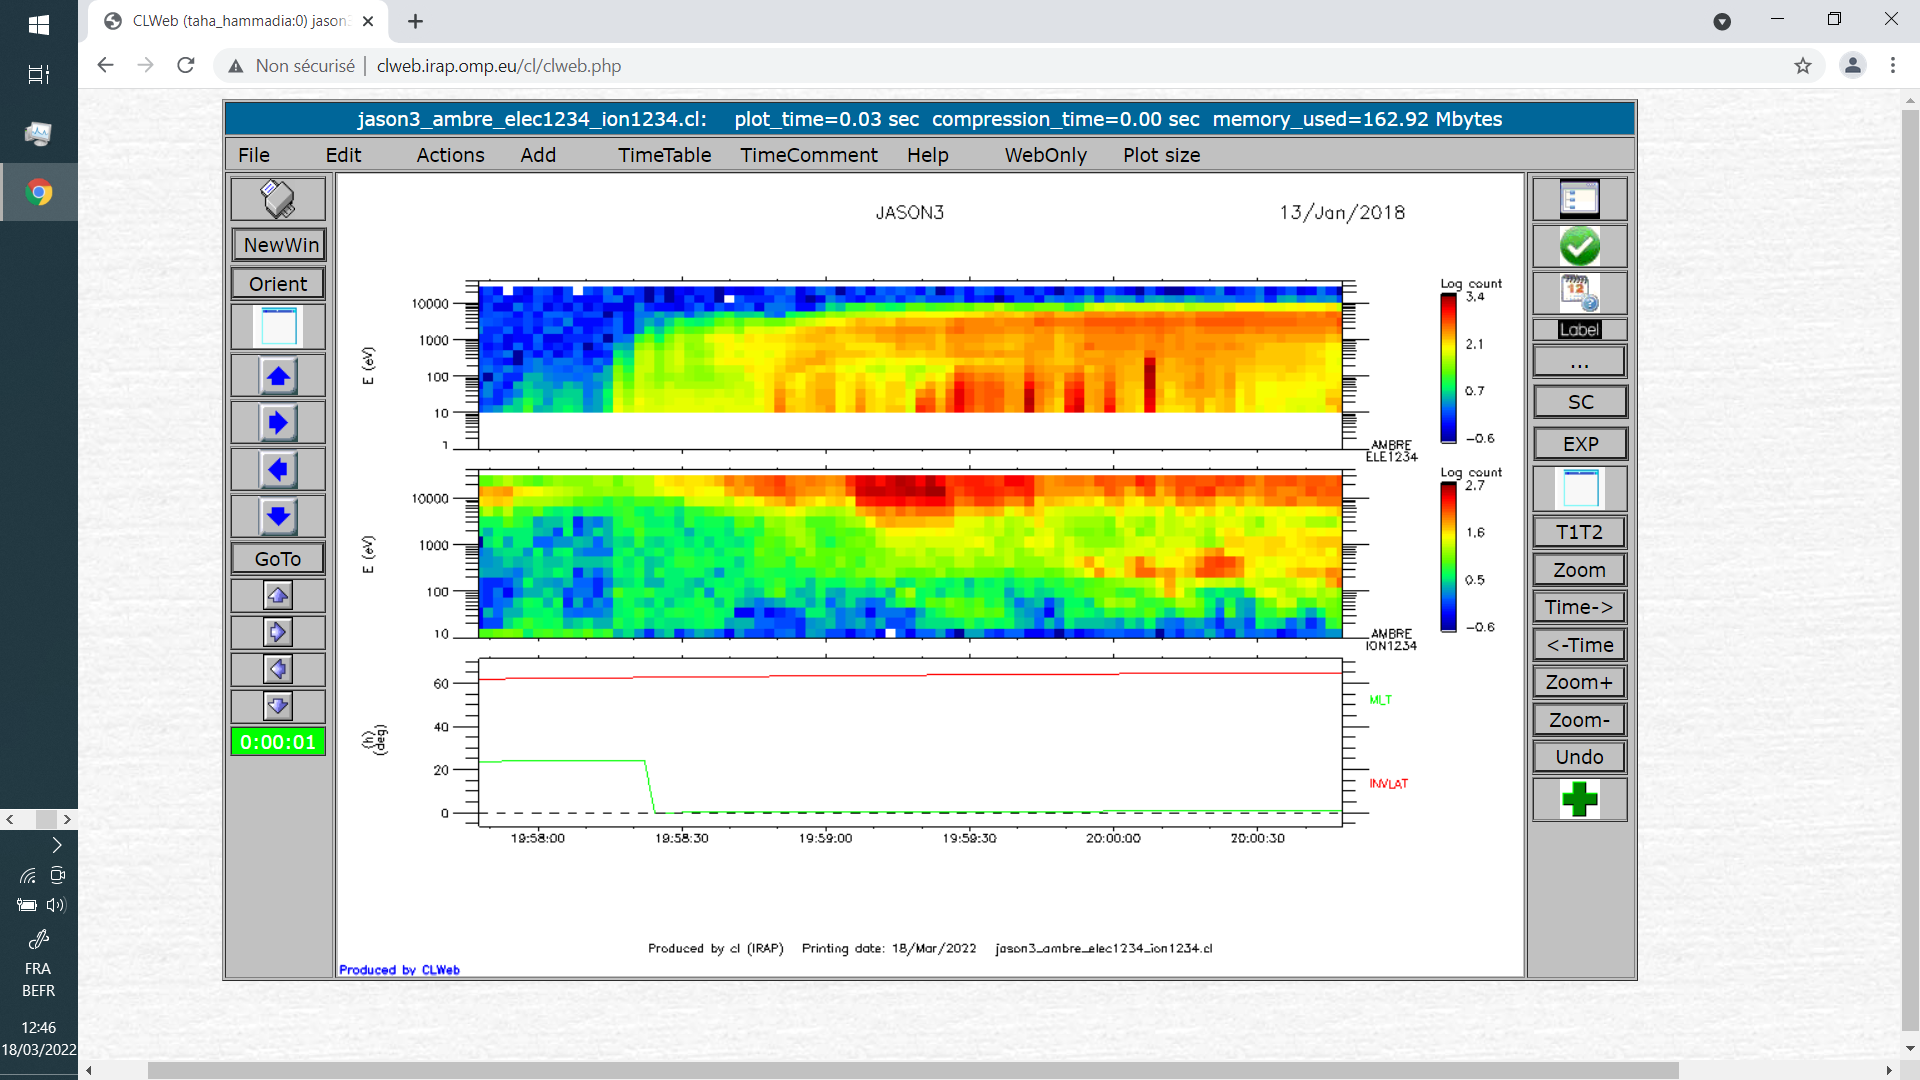 CLWeb (taha_hammadia:0) jason3
Non sécurisé | clweb.irap.omp.eu/cl/clweb.php
jason3_ambre_elec1234_ion1234.cl: plot_time=0.03 sec compression_time=0.00 sec memory_used=162.92 Mbytes
File Edit Actions Add TimeTable TimeComment Help WebOnly Plot size
NewWin
Orient
GoTo
0:00:01
JASON3 13/Jan/2018
Log count
3.4
2.1
0.7
-0.6
E (eV)
10000
1000
100
10
1
AMBRE
ELE1234
Log count
2.7
1.6
0.5
-0.6
E (eV)
10000
1000
100
10
AMBRE
ION1234
(h)
(deg)
60
40
20
0
MLT
INVLAT
19:58:00 19:58:30 19:59:00 19:59:30 20:00:00 20:00:30
Produced by cl (IRAP) Printing date: 18/Mar/2022 jason3_ambre_elec1234_ion1234.cl
Produced by CLWeb
12
Label
...
SC
EXP
T1T2
Zoom
Time->
<-Time
Zoom+
Zoom-
Undo
FRA
BEFR
12:46
18/03/2022